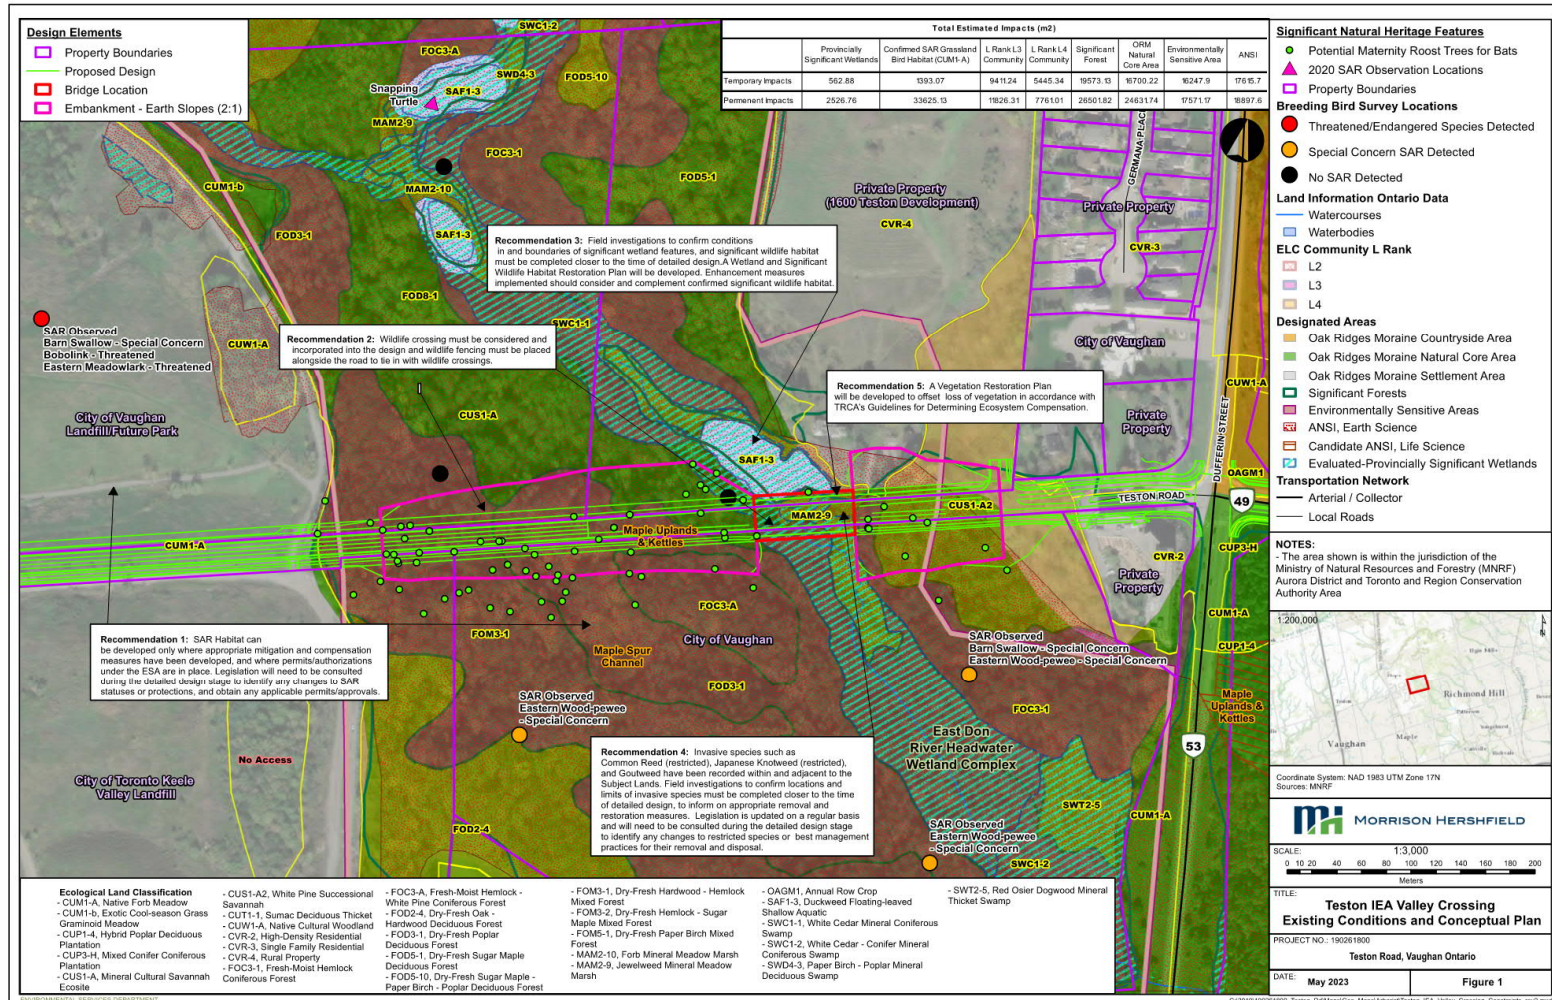 Design Elements
Property Boundaries
Proposed Design
Bridge Location
Embankment - Earth Slopes (2:1)
Total Estimated Impacts (m2)
Provincially Significant Wetlands
Confirmed SAR Grassland Bird Habitat (CUM1-A)
L Rank L3 Community
L Rank L4 Community
Significant Forest
ORM Natural Core Area
Environmentally Sensitive Area
ANSI
Temporary Impacts 562.88 1393.07 9411.24 5445.34 19573.13 16700.22 16247.9 17615.7
Permenent Impacts 2526.76 33625.13 11826.31 7761.01 26501.82 24631.74 17571.17 18897.6
SWC1-2
FOC3-A
SWD4-3
FOD5-10
SAF1-3
Snapping
Turtle
MAM2-9
FOC3-1
CUM1-b
MAM2-10
FOD5-1
SAF1-3
FOD3-1
Private Property
(1600 Teston Development)
CVR-4
GERMANA PLACE
Private Property
CVR-3
Recommendation 3: Field investigations to confirm conditions
in and boundaries of significant wetland features, and significant wildlife habitat
must be completed closer to the time of detailed design.A Wetland and Significant
Wildlife Habitat Restoration Plan will be developed. Enhancement measures
implemented should consider and complement confirmed significant wildlife habitat.
FOD8-1
SWC1-1
SAR Observed
Barn Swallow - Special Concern
Bobolink - Threatened
Eastern Meadowlark - Threatened
CUW1-A
Recommendation 2: Wildlife crossing must be considered and
incorporated into the design and wildlife fencing must be placed
alongside the road to tie in with wildlife crossings.
City of Vaughan
CUW1-A
Recommendation 5: A Vegetation Restoration Plan
will be developed to offset loss of vegetation in accordance with
TRCA's Guidelines for Determining Ecosystem Compensation.
City of Vaughan
Landfill/Future Park
CUS1-A
Private
Property
DUFFERIN STREET
SAF1-3
OAGM1
TESTON ROAD
49
CUS1-A2
MAM2-9
Maple Uplands
& Kettles
CUM1-A
CVR-2
CUP3-H
Private
Property
FOC3-A
CUM1-A
FOM3-1
City of Vaughan
CUP1-4
Recommendation 1: SAR Habitat can
be developed only where appropriate mitigation and compensation
measures have been developed, and where permits/authorizations
under the ESA are in place. Legislation will need to be consulted
during the detailed design stage to identify any changes to SAR
statuses or protections, and obtain any applicable permits/approvals.
Maple Spur
Channel
SAR Observed
Barn Swallow - Special Concern
Eastern Wood-pewee - Special Concern
FOD3-1
SAR Observed
Eastern Wood-pewee
- Special Concern
FOC3-1
Maple
Uplands &
Kettles
53
East Don
River Headwater
Wetland Complex
No Access
City of Toronto Keele
Valley Landfill
Recommendation 4: Invasive species such as
Common Reed (restricted), Japanese Knotweed (restricted),
and Goutweed have been recorded within and adjacent to the
Subject Lands. Field investigations to confirm locations and
limits of invasive species must be completed closer to the time
of detailed design, to inform on appropriate removal and
restoration measures. Legislation is updated on a regular basis
and will need to be consulted during the detailed design stage
to identify any changes to restricted species or best management
practices for their removal and disposal.
SWT2-5
CUM1-A
FOD2-4
SAR Observed
Eastern Wood-pewee
- Special Concern
SWC1-2
Ecological Land Classification
- CUM1-A, Native Forb Meadow
- CUM1-b, Exotic Cool-season Grass
Graminoid Meadow
- CUP1-4, Hybrid Poplar Deciduous
Plantation
- CUP3-H, Mixed Conifer Coniferous
Plantation
- CUS1-A, Mineral Cultural Savannah
Ecosite
- CUS1-A2, White Pine Successional
Savannah
- CUT1-1, Sumac Deciduous Thicket
- CUW1-A, Native Cultural Woodland
- CVR-2, High-Density Residential
- CVR-3, Single Family Residential
- CVR-4, Rural Property
- FOC3-1, Fresh-Moist Hemlock
Coniferous Forest
- FOC3-A, Fresh-Moist Hemlock -
White Pine Coniferous Forest
- FOD2-4, Dry-Fresh Oak -
Hardwood Deciduous Forest
- FOD3-1, Dry-Fresh Poplar
Deciduous Forest
- FOD5-1, Dry-Fresh Sugar Maple
Deciduous Forest
- FOD5-10, Dry-Fresh Sugar Maple -
Paper Birch - Poplar Deciduous Forest
- FOM3-1, Dry-Fresh Hardwood - Hemlock
Mixed Forest
- FOM3-2, Dry-Fresh Hemlock - Sugar
Maple Mixed Forest
- FOM5-1, Dry-Fresh Paper Birch Mixed
Forest
- MAM2-10, Forb Mineral Meadow Marsh
- MAM2-9, Jewelweed Mineral Meadow
Marsh
- OAGM1, Annual Row Crop
- SAF1-3, Duckweed Floating-leaved
Shallow Aquatic
- SWC1-1, White Cedar Mineral Coniferous
Swamp
- SWC1-2, White Cedar - Conifer Mineral
Coniferous Swamp
- SWD4-3, Paper Birch - Poplar Mineral
Deciduous Swamp
- SWT2-5, Red Osier Dogwood Mineral
Thicket Swamp
Significant Natural Heritage Features
Potential Maternity Roost Trees for Bats
2020 SAR Observation Locations
Property Boundaries
Breeding Bird Survey Locations
Threatened/Endangered Species Detected
Special Concern SAR Detected
No SAR Detected
Land Information Ontario Data
Watercourses
Waterbodies
ELC Community L Rank
L2
L3
L4
Designated Areas
Oak Ridges Moraine Countryside Area
Oak Ridges Moraine Natural Core Area
Oak Ridges Moraine Settlement Area
Significant Forests
Environmentally Sensitive Areas
ANSI, Earth Science
Candidate ANSI, Life Science
Evaluated-Provincially Significant Wetlands
Transportation Network
Arterial / Collector
Local Roads
NOTES:
- The area shown is within the jurisdiction of the
Ministry of Natural Resources and Forestry (MNRF)
Aurora District and Toronto and Region Conservation
Authority Area
1:200,000
Richmond Hill
Vaughan
Maple
Coordinate System: NAD 1983 UTM Zone 17N
Sources: MNRF
MORRISON HERSHFIELD
SCALE: 1:3,000
0 10 20 40 60 80 100 120 140 160 180 200
Meters
TITLE:
Teston IEA Valley Crossing
Existing Conditions and Conceptual Plan
PROJECT NO.: 190261800
Teston Road, Vaughan Ontario
DATE: May 2023
Figure 1
ENVIRONMENTAL SERVICES DEPARTMENT